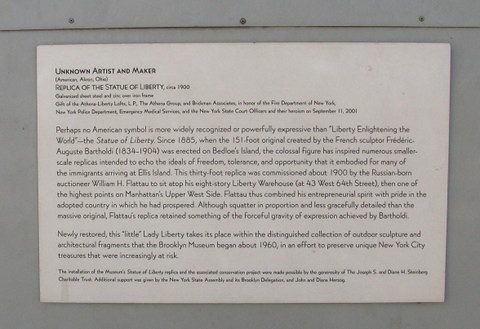 UNKNOWN ARTIST AND MAKER
(American, Akron, Ohio)
REPLICA OF THE STATUE OF LIBERTY, circa 1900
Galvanized sheet steel and zinc over iron frame
Gift of the Athena Liberty Lofts, L.P., The Athena Group, and Brickman Associates, in honor of the Fire Department of New York,
New York Police Department, Emergency Medical Services, and the New York State Court Officers and their heroism on September 11, 2001
Perhaps no American symbol is more widely recognized or powerfully expressive than "Liberty Enlightening the
World"—the Statue of Liberty. Since 1885, when the 151-foot original created by the French sculptor Frédéric-
Auguste Bartholdi (1834–1904) was erected on Bedloe's Island, the colossal figure has inspired numerous smaller-
scale replicas intended to echo the ideals of freedom, tolerance, and opportunity that it embodied for many of
the immigrants arriving at Ellis Island. This thirty-foot replica was commissioned about 1900 by the Russian-born
auctioneer William H. Flattau to sit atop his eight-story Liberty Warehouse (at 43 West 64th Street), then one of
the highest points on Manhattan's Upper West Side. Flattau thus combined his entrepreneurial spirit with pride in the
adopted country in which he had prospered. Although squatter in proportion and less gracefully detailed than the
massive original, Flattau's replica retained something of the forceful gravity of expression achieved by Bartholdi.
Newly restored, this "little" Lady Liberty takes its place within the distinguished collection of outdoor sculpture and
architectural fragments that the Brooklyn Museum began about 1960, in an effort to preserve unique New York City
treasures that were increasingly at risk.
The installation of the Museum's Statue of Liberty replica and the associated conservation project were made possible by the generosity of The Joseph S. and Diane H. Steinberg
Charitable Trust. Additional support was given by the New York State Assembly and its Brooklyn Delegation, and John and Diane Herzog.